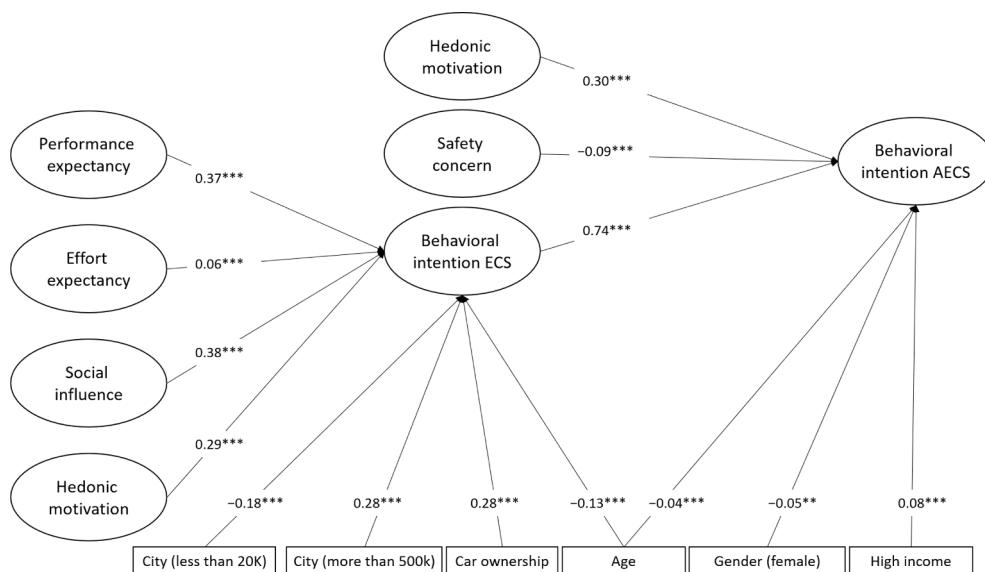 Hedonic
motivation
0.30***
Performance
expectancy
Safety
concern
−0.09***
Behavioral
intention AECS
0.37***
Behavioral
intention ECS
0.74***
Effort
expectancy
0.06***
0.38***
Social
influence
0.29***
Hedonic
motivation
−0.18***
0.28***
0.28***
−0.13***
−0.04***
−0.05**
0.08***
City (less than 20K)
City (more than 500k)
Car ownership
Age
Gender (female)
High income